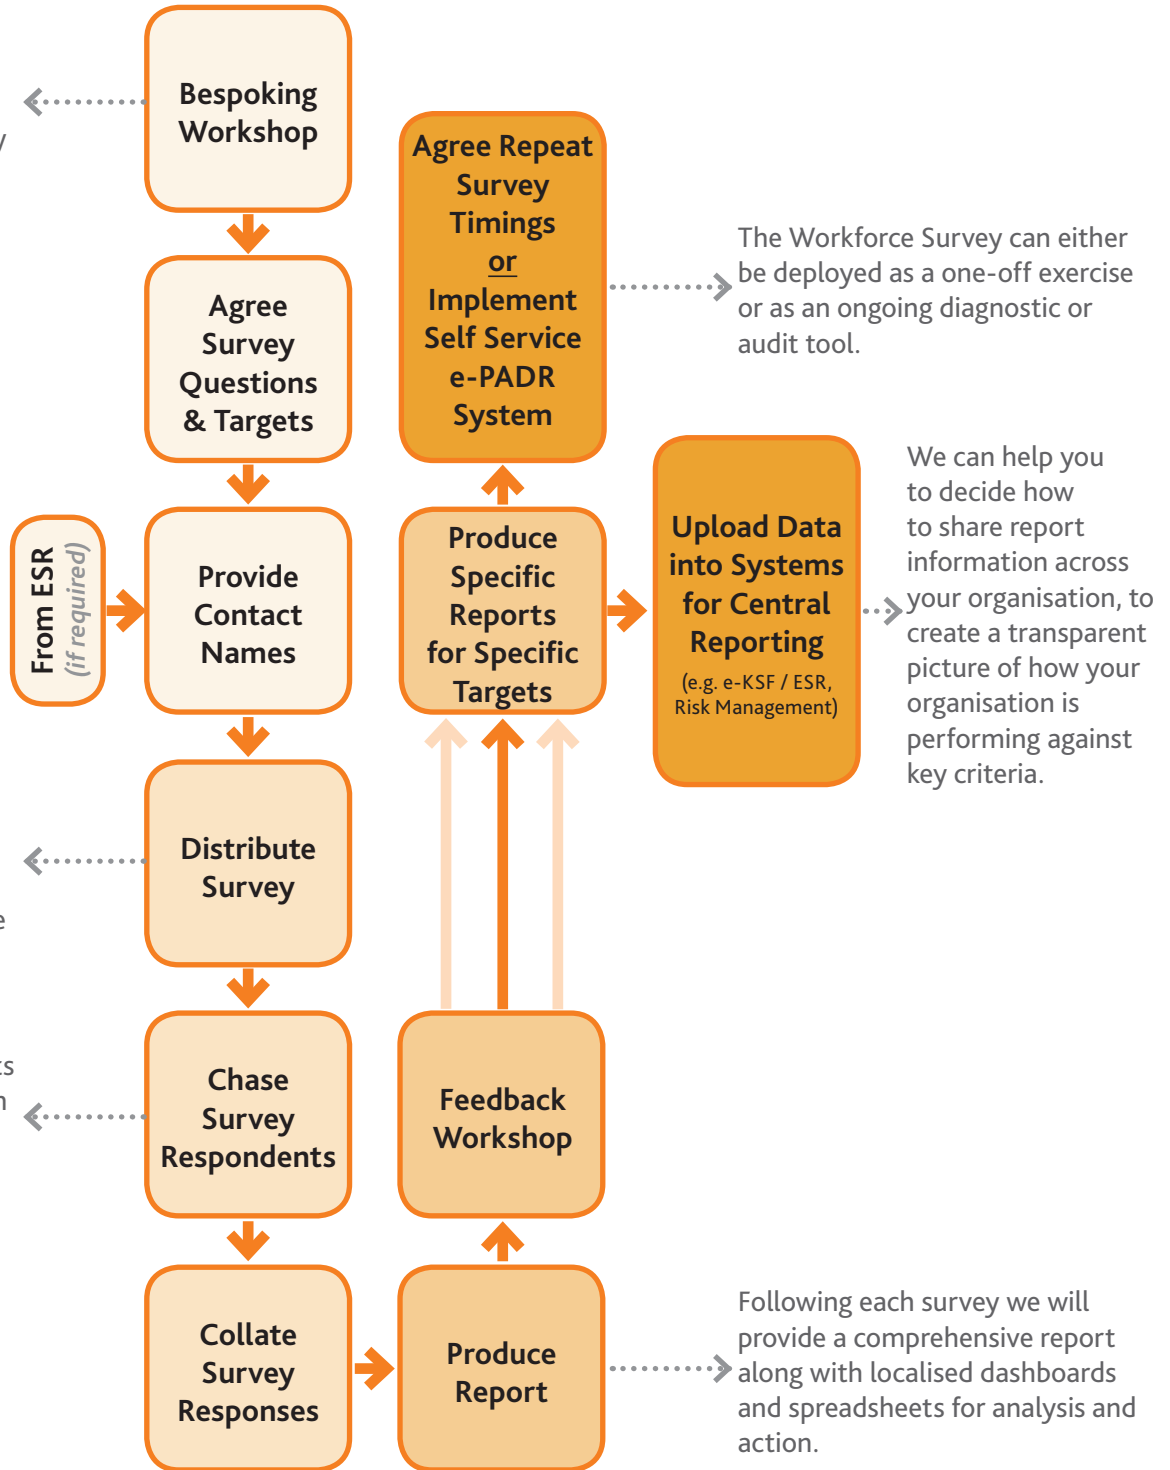 Bespoking
Workshop
Agree
Survey
Questions
& Targets
From ESR
(if required)
Provide
Contact
Names
Distribute
Survey
Chase
Survey
Respondents
Collate
Survey
Responses
Produce
Report
Following each survey we will
provide a comprehensive report
along with localised dashboards
and spreadsheets for analysis and
action.
Feedback
Workshop
Produce
Specific
Reports
for Specific
Targets
Agree Repeat
Survey
Timings
or
Implement
Self Service
e-PADR
System
The Workforce Survey can either
be deployed as a one-off exercise
or as an ongoing diagnostic or
audit tool.
Upload Data
into Systems
for Central
Reporting
(e.g. e-KSF / ESR,
Risk Management)
We can help you
to decide how
to share report
information across
your organisation, to
create a transparent
picture of how your
organisation is
performing against
key criteria.